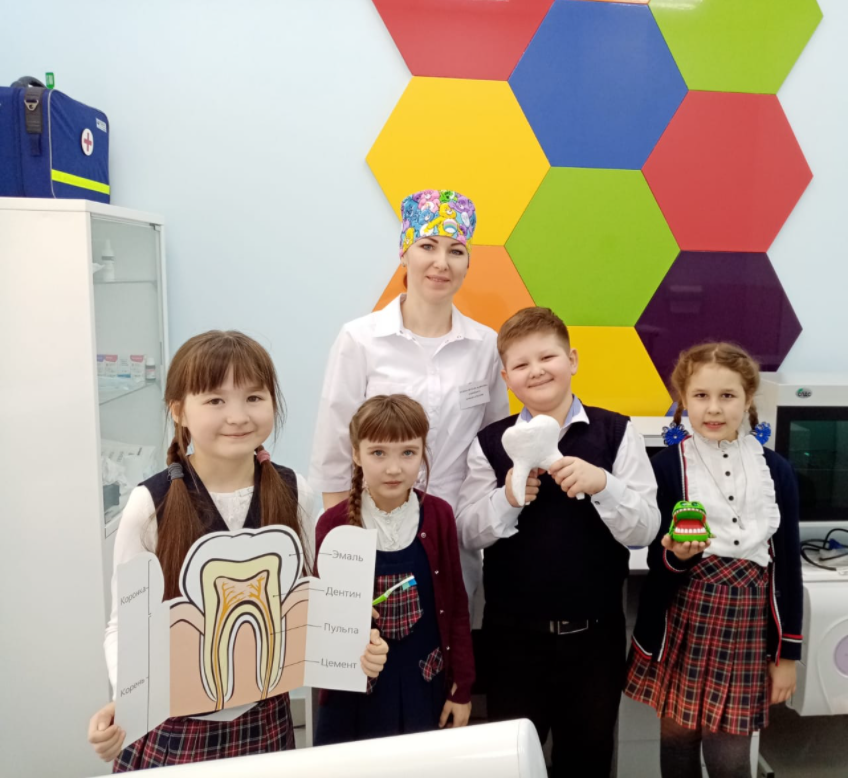 Коронка
Корень
Эмаль
Дентин
Пульпа
Цемент